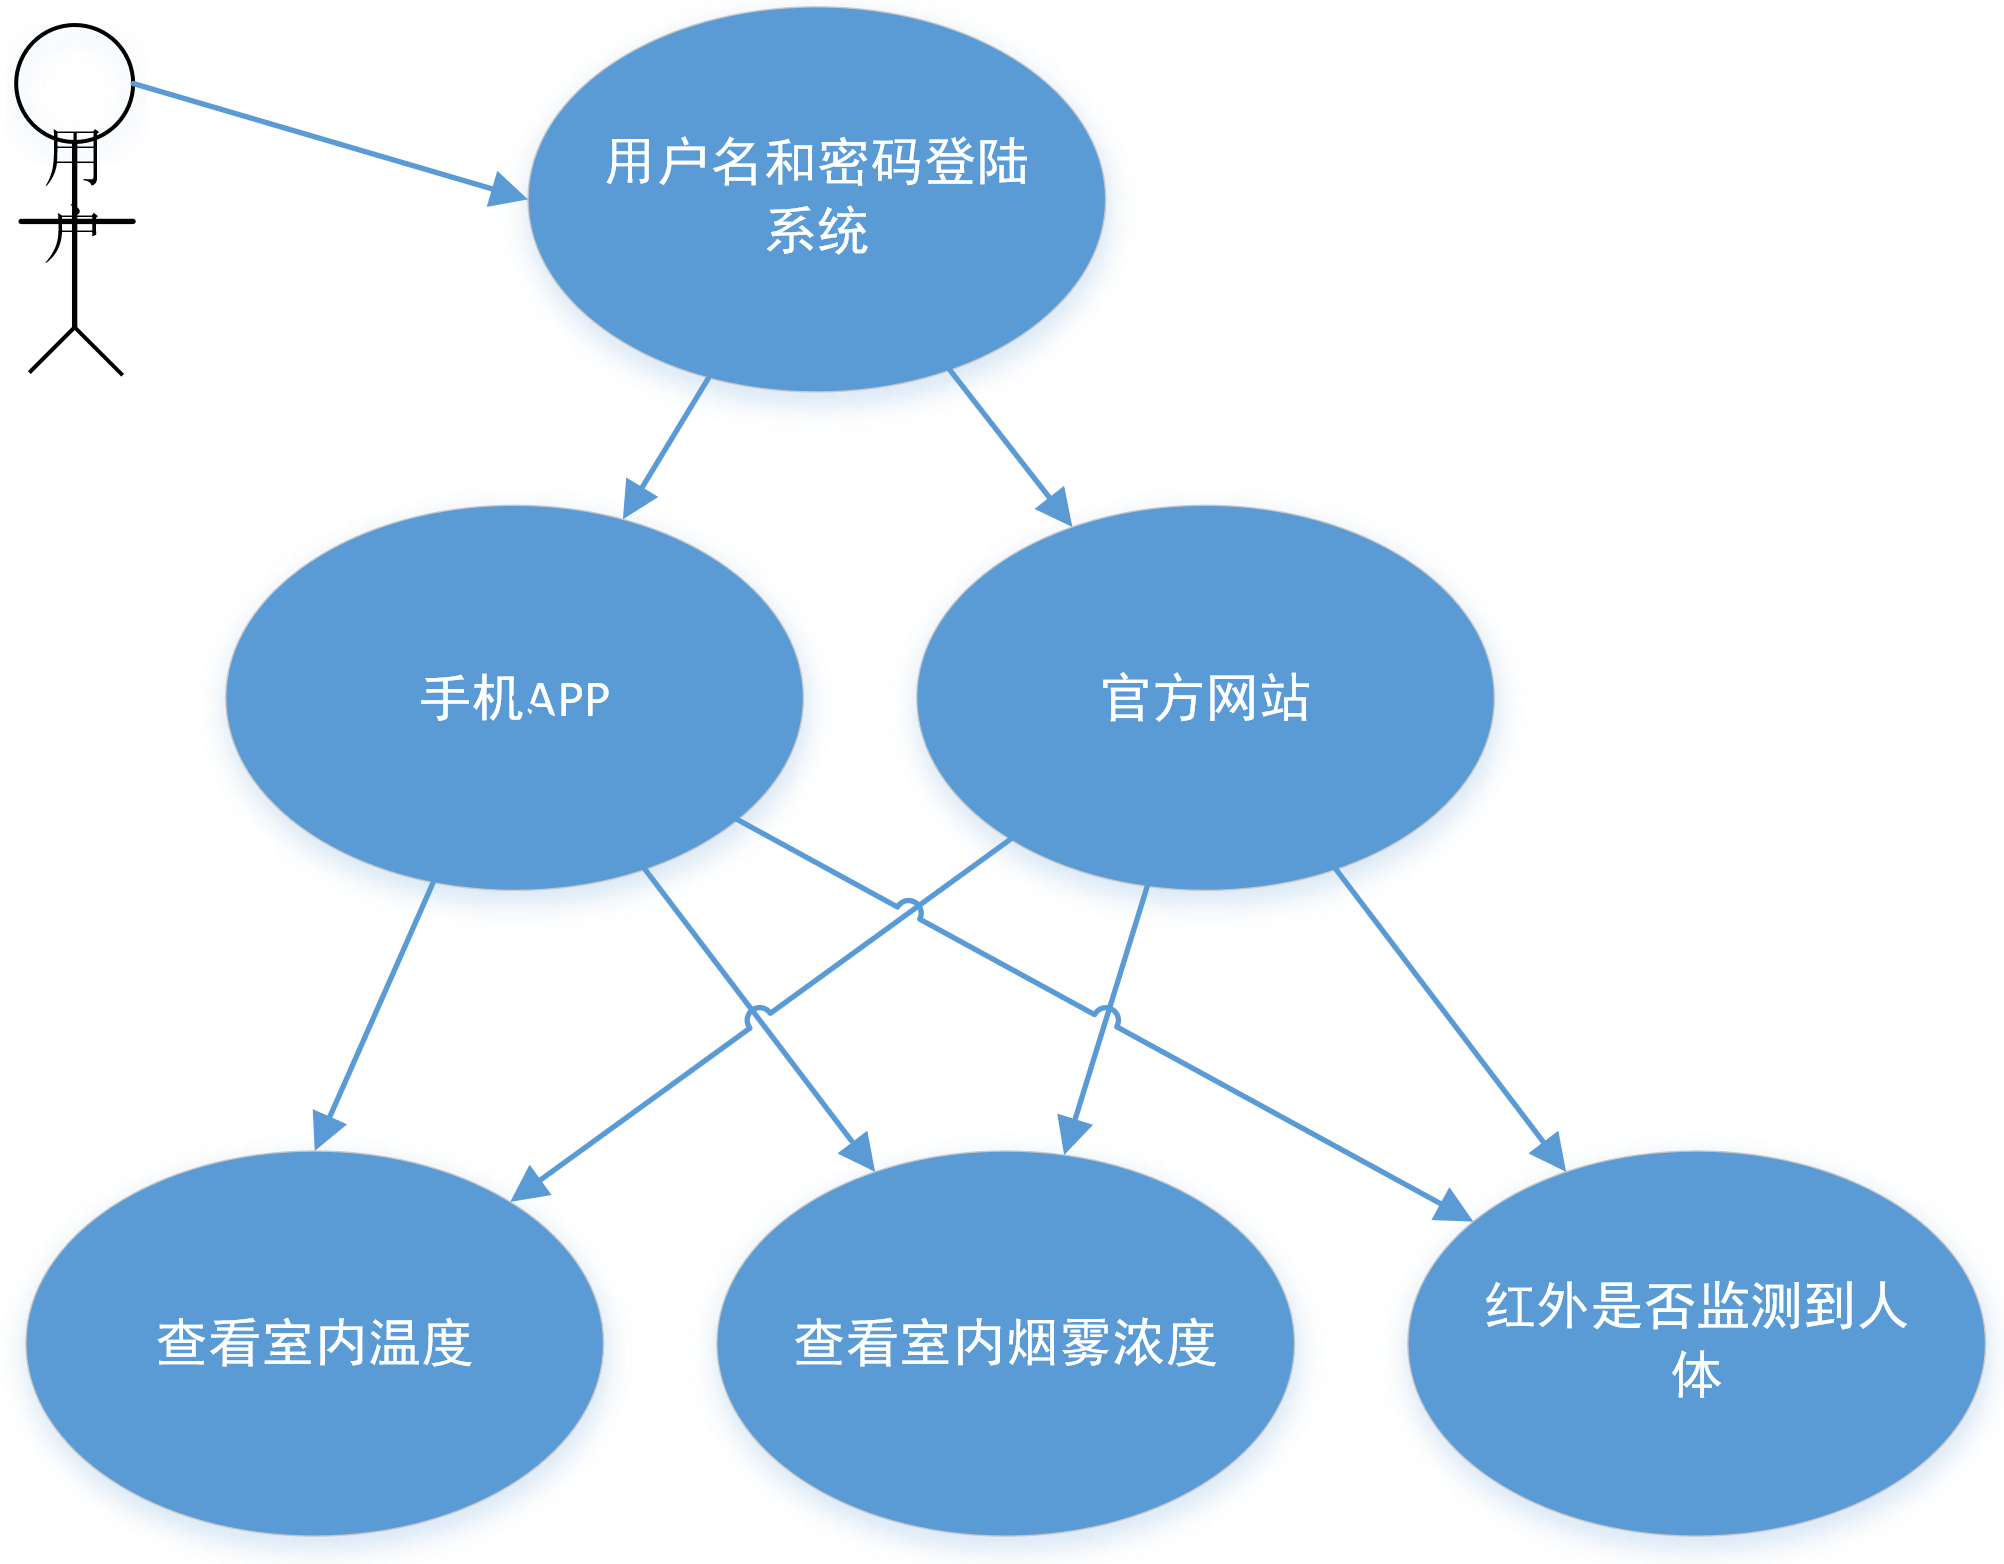 用
户
用户名和密码登陆
系统
手机APP
官方网站
查看室内温度
查看室内烟雾浓度
红外是否监测到人
体